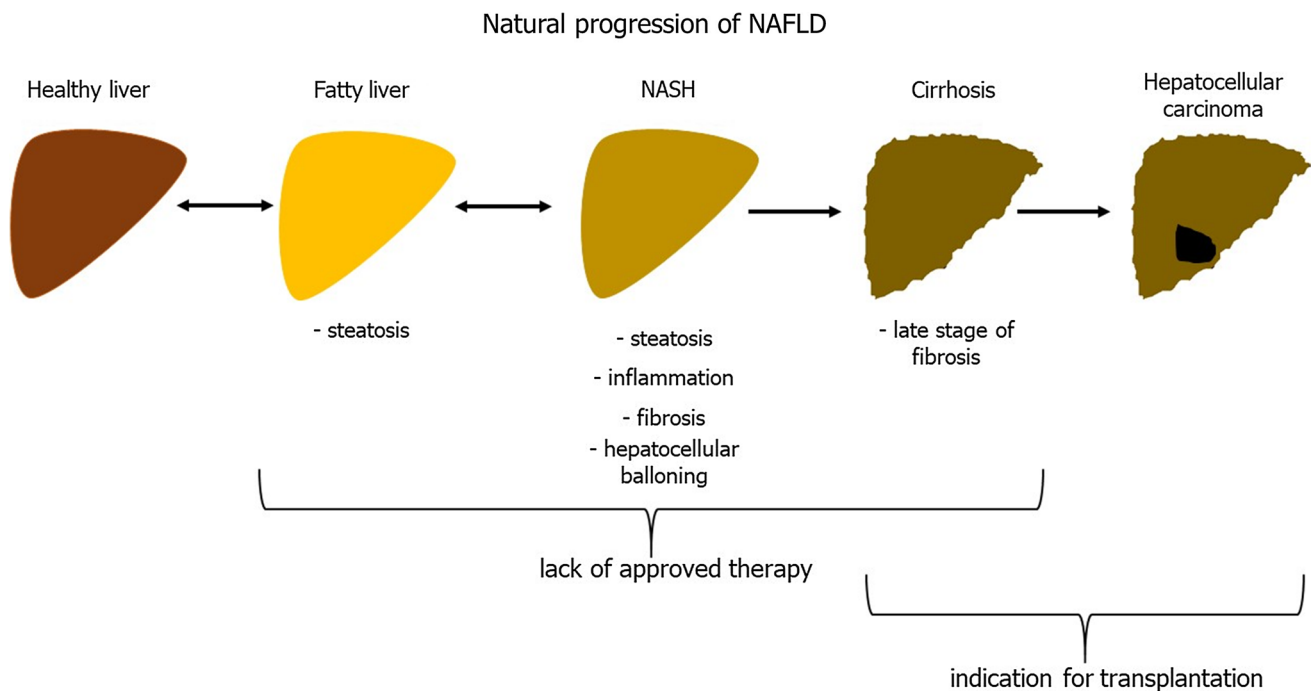 Natural progression of NAFLD
Healthy liver
Fatty liver
NASH
Cirrhosis
Hepatocellular
carcinoma
- steatosis
- steatosis
- inflammation
- fibrosis
- hepatocellular
balloning
- late stage of
fibrosis
lack of approved therapy
indication for transplantation